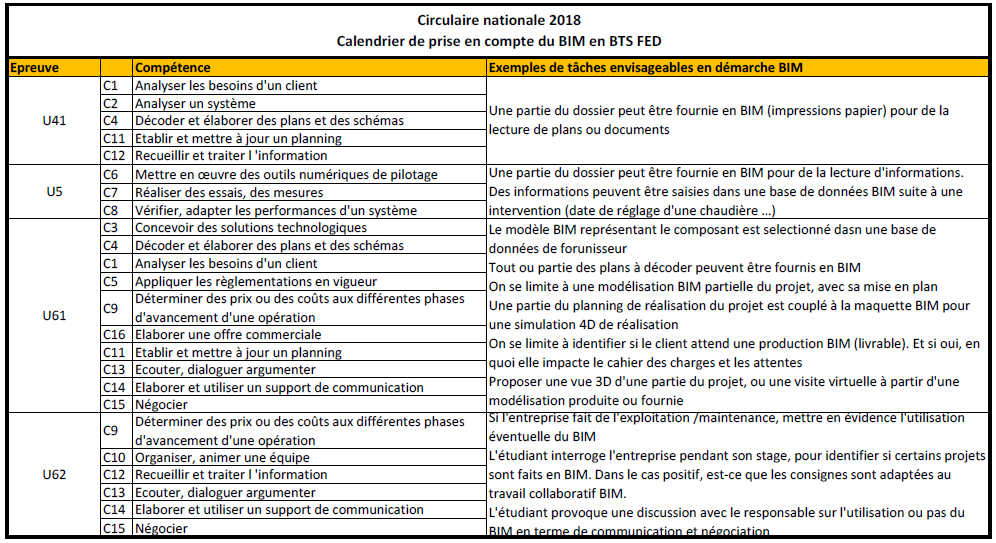 Circulaire nationale 2018
Calendrier de prise en compte du BIM en BTS FED
Epreuve Compétence Exemples de tâches envisageables en démarche BIM
U41
C1 Analyser les besoins d'un client
C2 Analyser un système
C4 Décoder et élaborer des plans et des schémas
C11 Etablir et mettre à jour un planning
C12 Recueillir et traiter l 'information
Une partie du dossier peut être fournie en BIM (impressions papier) pour de la
lecture de plans ou documents
U5
C6 Mettre en œuvre des outils numériques de pilotage
C7 Réaliser des essais, des mesures
C8 Vérifier, adapter les performances d'un système
Une partie du dossier peut être fournie en BIM pour de la lecture d'informations.
Des informations peuvent être saisies dans une base de données BIM suite à une
intervention (date de réglage d'une chaudière ...)
U61
C3 Concevoir des solutions technologiques
C4 Décoder et élaborer des plans et des schémas
C1 Analyser les besoins d'un client
C5 Appliquer les règlementations en vigueur
C9 Déterminer des prix ou des coûts aux différentes phases
d'avancement d'une opération
C16 Elaborer une offre commerciale
C11 Etablir et mettre à jour un planning
C13 Ecouter, dialoguer argumenter
C14 Elaborer et utiliser un support de communication
C15 Négocier
Le modèle BIM représentant le composant est selectionné dasn une base de
données de forunisseur
Tout ou partie des plans à décoder peuvent être fournis en BIM
On se limite à une modélisation BIM partielle du projet, avec sa mise en plan
Une partie du planning de réalisation du projet est couplé à la maquette BIM pour
une simulation 4D de réalisation
On se limite à identifier si le client attend une production BIM (livrable). Et si oui, en
quoi elle impacte le cahier des charges et les attentes
Proposer une vue 3D d'une partie du projet, ou une visite virtuelle à partir d'une
modélisation produite ou fournie
U62
C9 Déterminer des prix ou des coûts aux différentes phases
d'avancement d'une opération
C10 Organiser, animer une équipe
C12 Recueillir et traiter l 'information
C13 Ecouter, dialoguer argumenter
C14 Elaborer et utiliser un support de communication
C15 Négocier
Si l'entreprise fait de l'exploitation /maintenance, mettre en évidence l'utilisation
éventuelle du BIM
L'étudiant interroge l'entreprise pendant son stage, pour identifier si certains projets
sont faits en BIM. Dans le cas positif, est-ce que les consignes sont adaptées au
travail collaboratif BIM.
L'étudiant provoque une discussion avec le responsable sur l'utilisation ou pas du
BIM en terme de communication et négociation